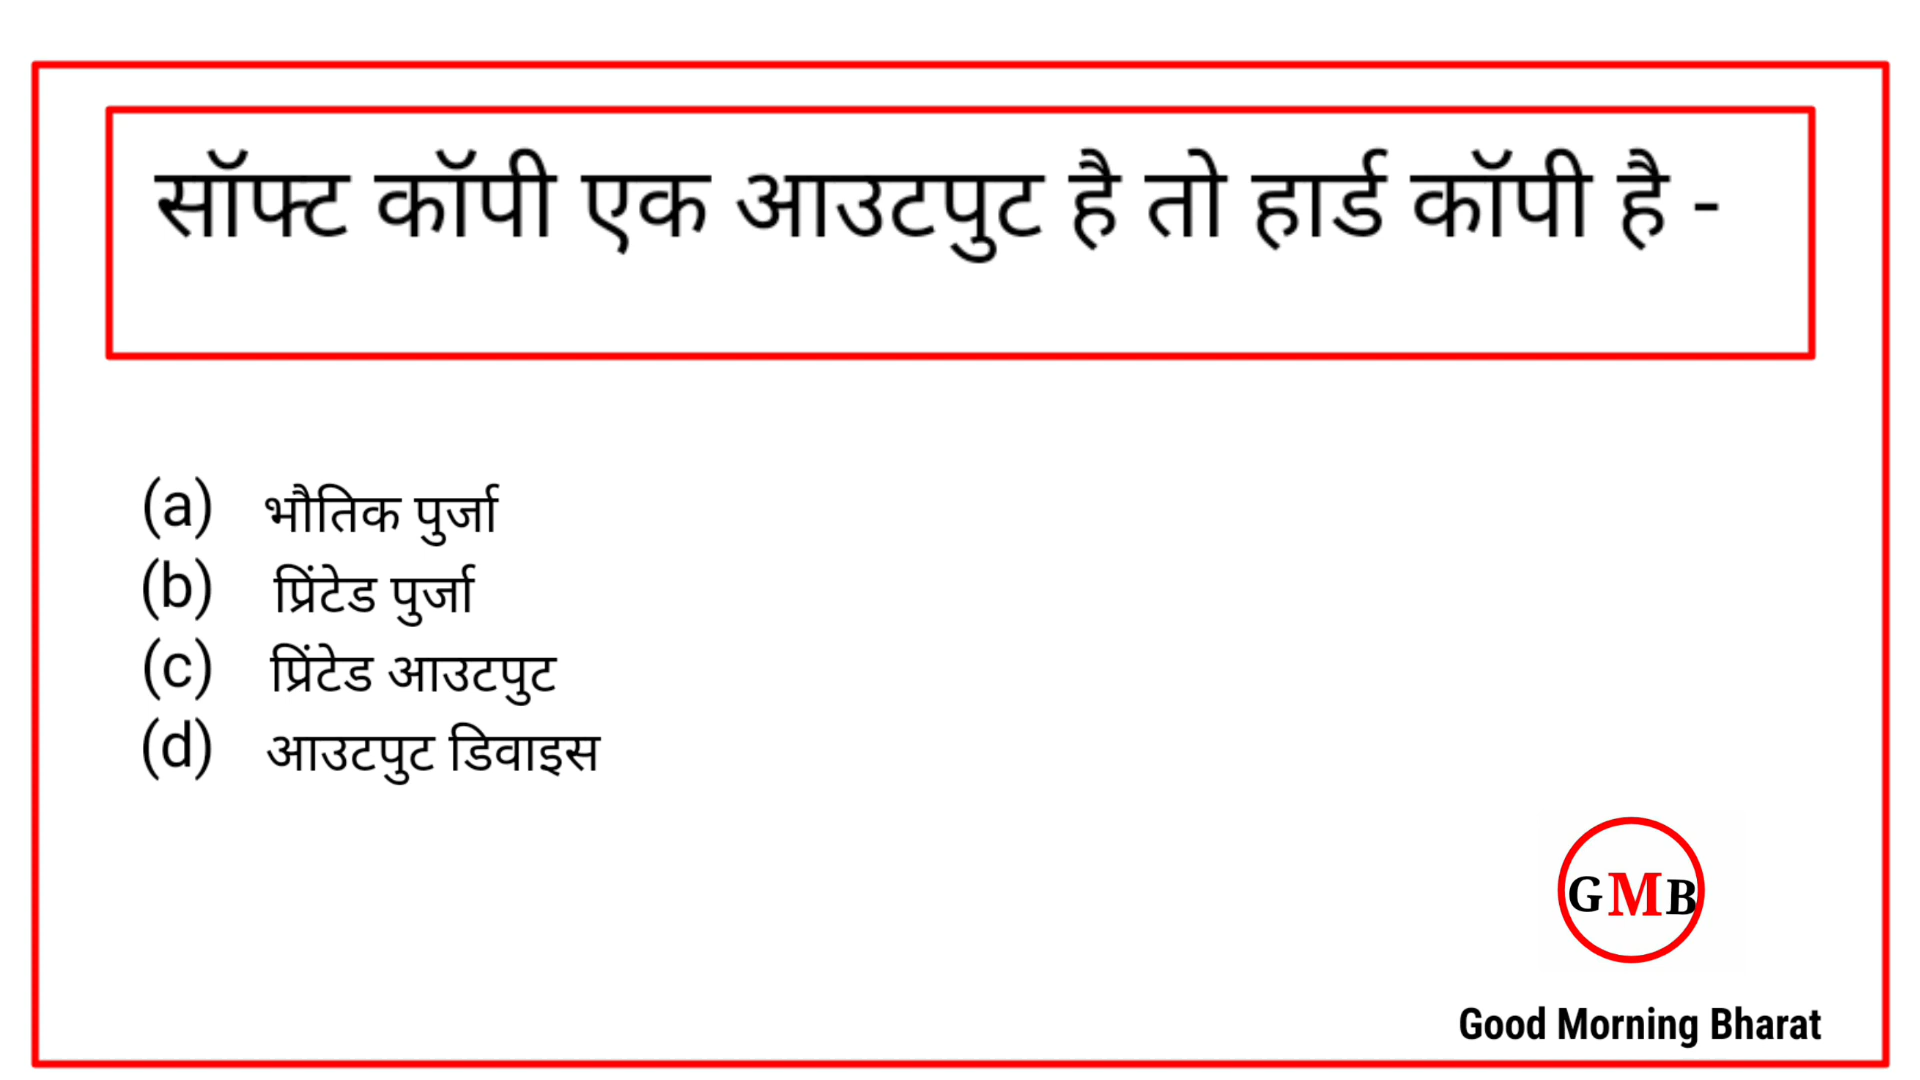 सॉफ्ट कॉपी एक आउटपुट है तो हार्ड कॉपी है -
(a) भौतिक पुर्जा
(b) प्रिंटेड पुर्जा
(c) प्रिंटेड आउटपुट
(d) आउटपुट डिवाइस
GMB
Good Morning Bharat